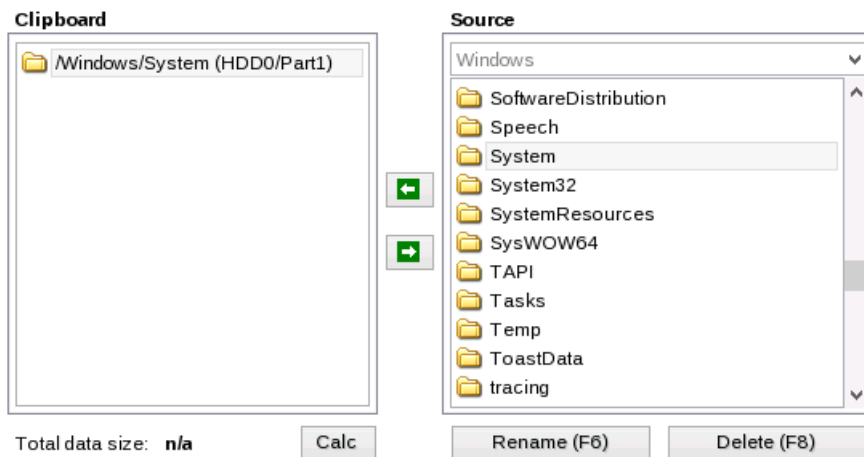 Clipboard
/Windows/System (HDD0/Part1)
Total data size: n/a
Calc
Source
Windows
SoftwareDistribution
Speech
System
System32
SystemResources
SysWOW64
TAPI
Tasks
Temp
ToastData
tracing
Rename (F6)
Delete (F8)